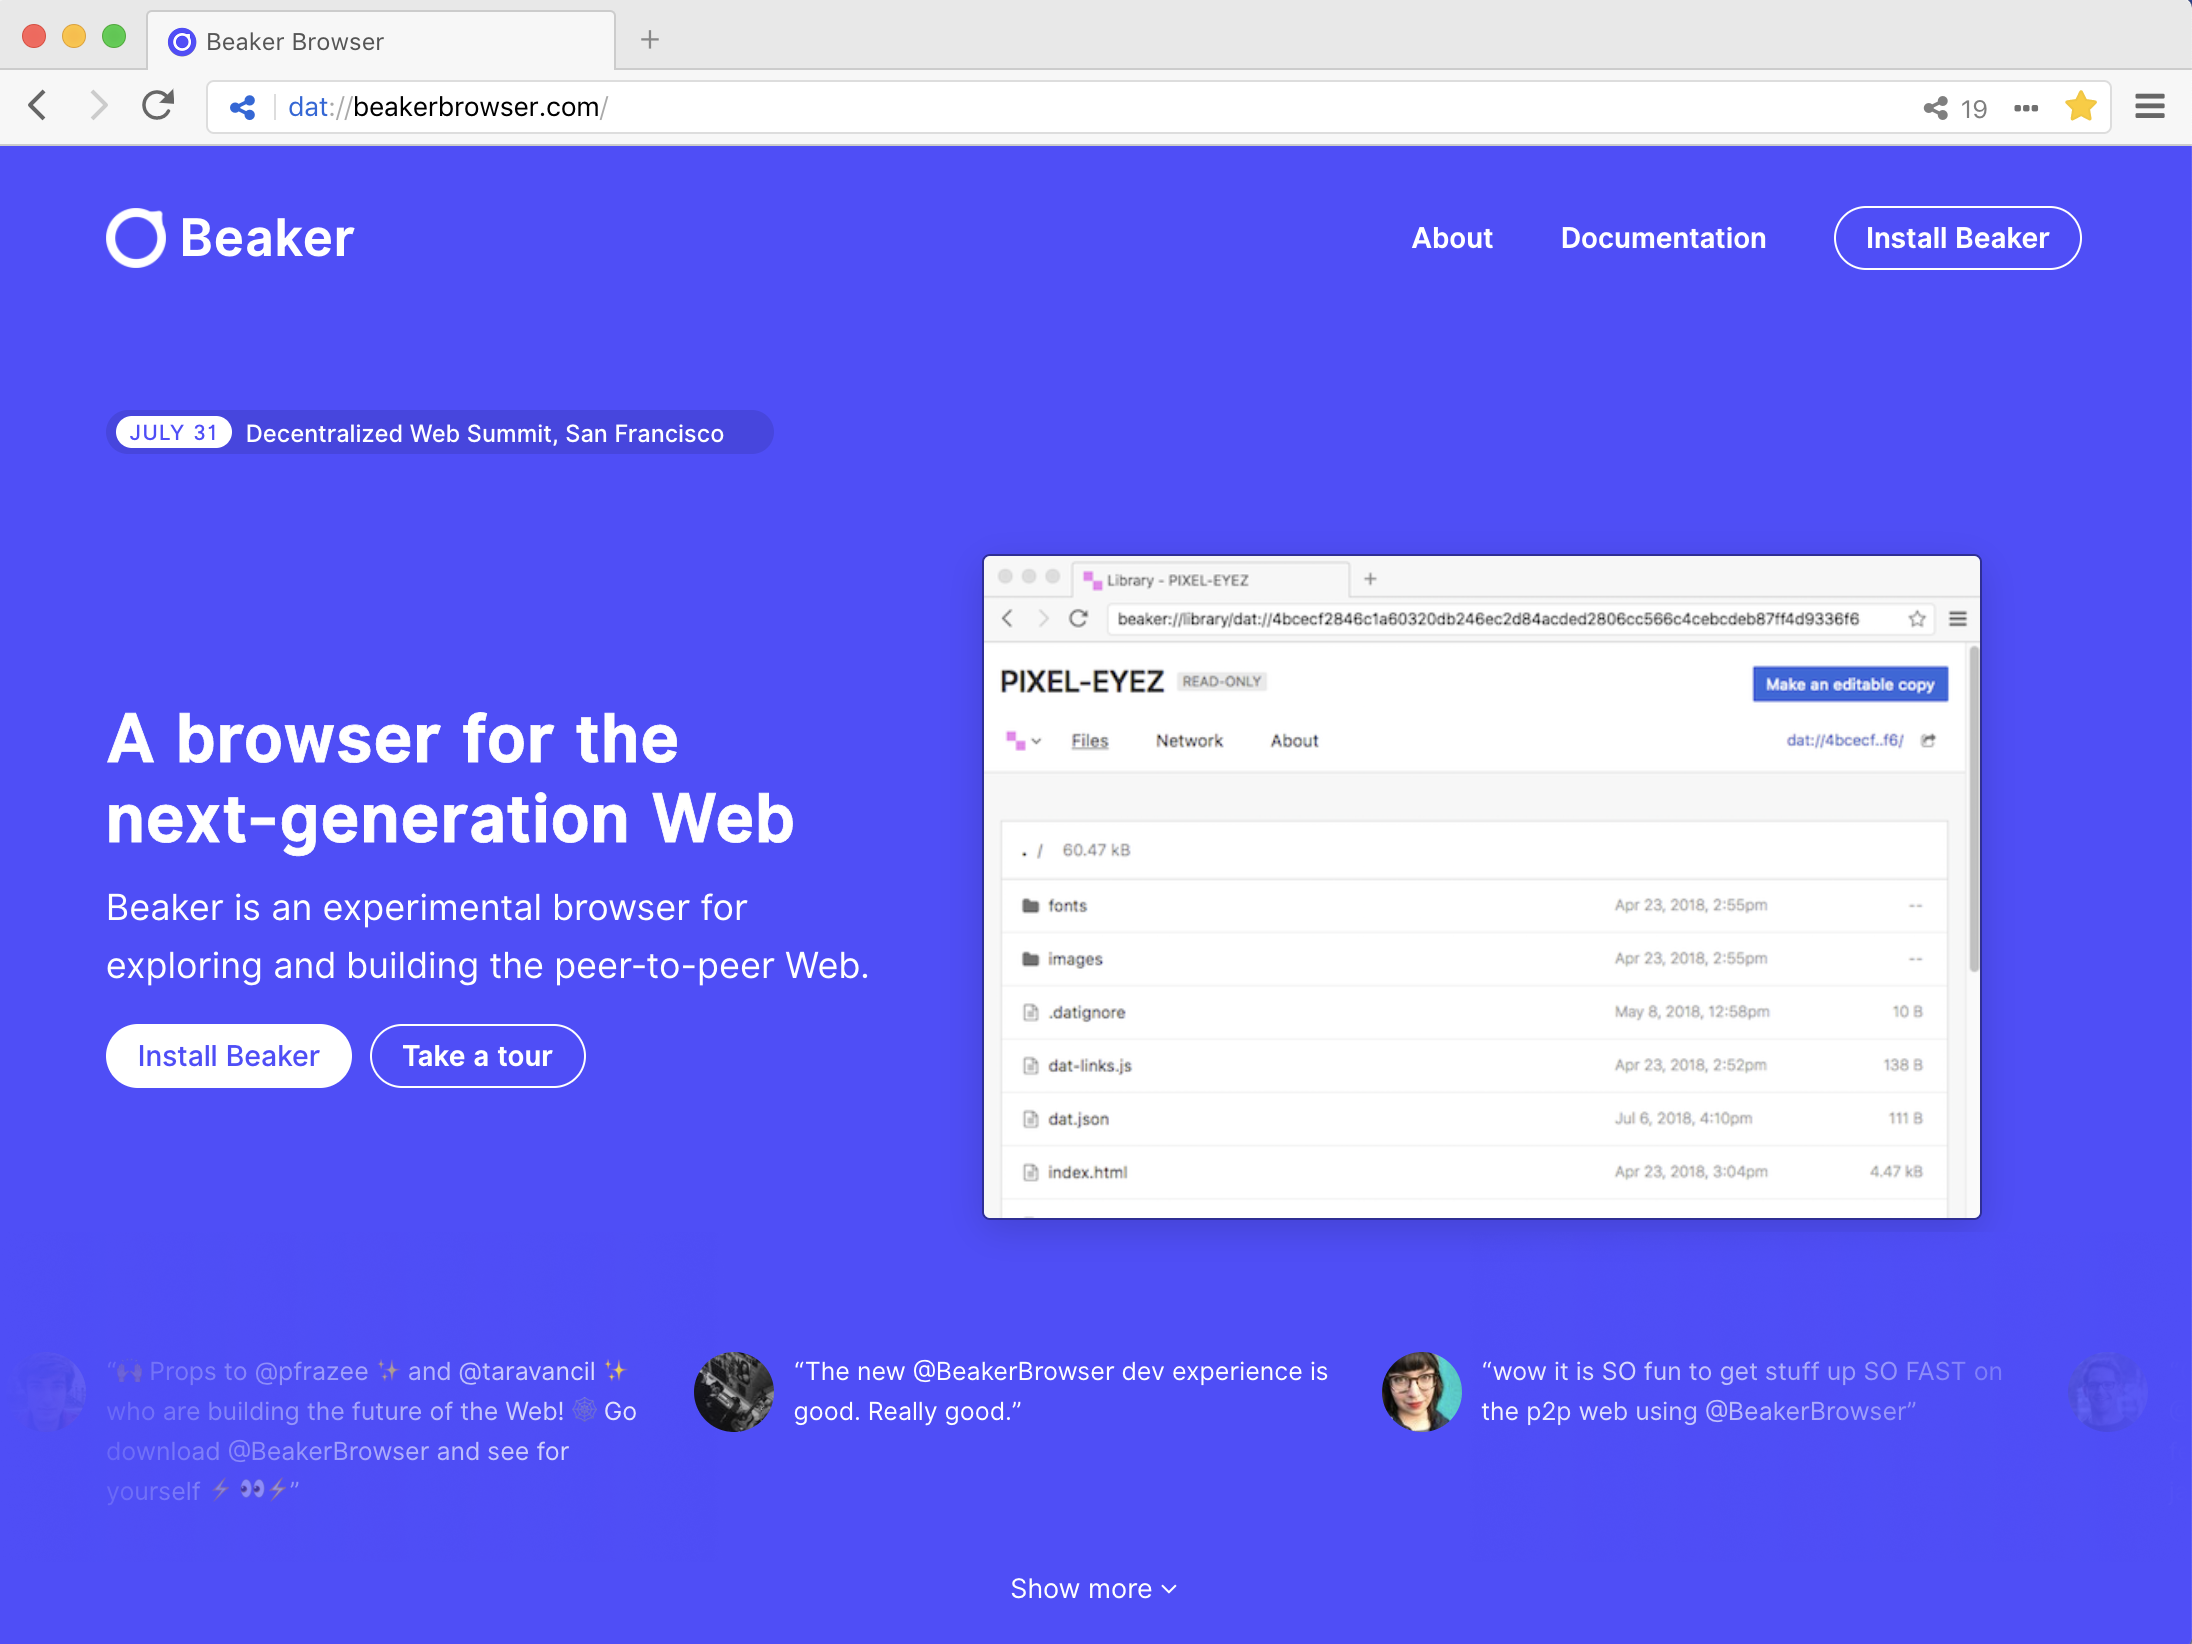 Beaker Browser
dat://beakerbrowser.com/
19
Beaker
About
Documentation
Install Beaker
JULY 31 Decentralized Web Summit, San Francisco
A browser for the
next-generation Web
Beaker is an experimental browser for
exploring and building the peer-to-peer Web.
Install Beaker
Take a tour
Library - PIXEL-EYEZ
beaker://library/dat://4bcecf2846c1a60320db246ec2d84acded2806cc566c4cebcdeb87ff4d9336f6
PIXEL-EYEZ READ-ONLY
Make an editable copy
Files Network About
dat://4bcecf..f6/
. / 60.47 kB
fonts Apr 23, 2018, 2:55pm --
images Apr 23, 2018, 2:55pm --
.datignore May 8, 2018, 12:58pm 10 B
dat-links.js Apr 23, 2018, 2:52pm 138 B
dat.json Jul 6, 2018, 4:10pm 111 B
index.html Apr 23, 2018, 3:04pm 4.47 kB
“🙌 Props to @pfrazee ✨ and @taravancil ✨
who are building the future of the Web! 🕸 Go
download @BeakerBrowser and see for
yourself ⚡ 👀⚡”
“The new @BeakerBrowser dev experience is
good. Really good.”
“wow it is SO fun to get stuff up SO FAST on
the p2p web using @BeakerBrowser”
Show more